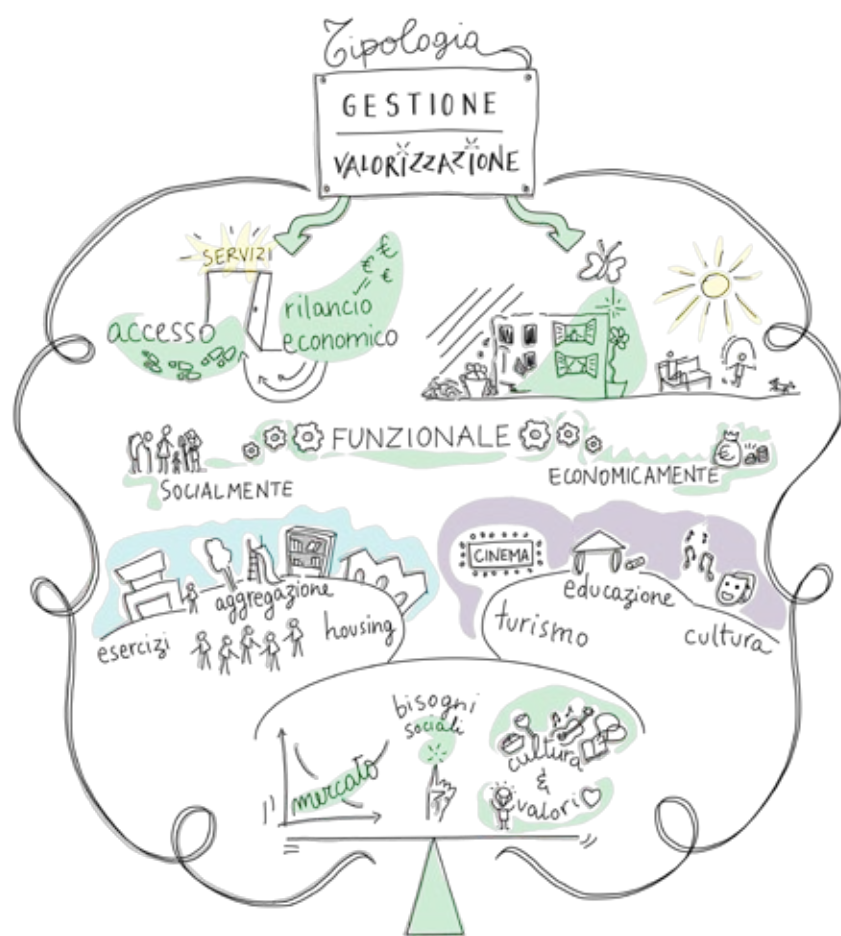 Tipologia
GESTIONE
VALORIZZAZIONE
SERVIZI
accesso
€ € € €
rilancio
economico
FUNZIONALE
SOCIALMENTE
ECONOMICAMENTE
€
esercizi
aggregazione
housing
CINEMA
turismo
educazione
cultura
mercato
bisogni
sociali
cultura
&
valori